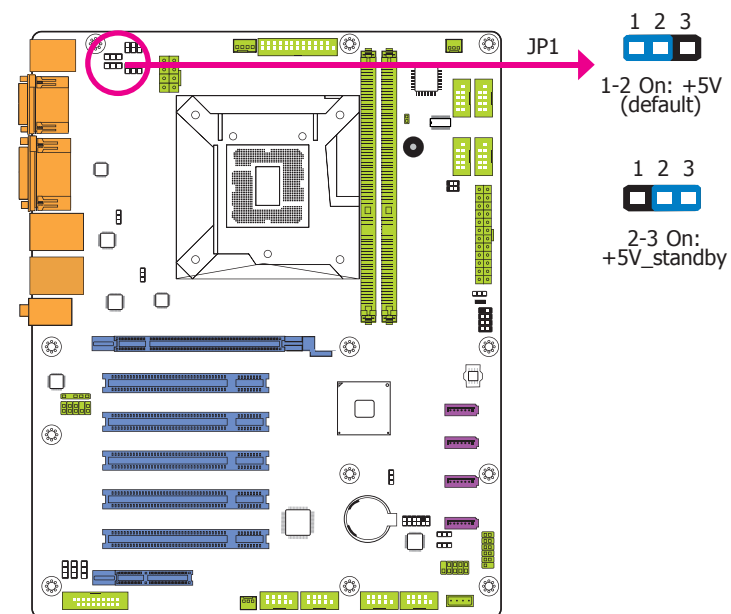 JP1
1 2 3
1-2 On: +5V
(default)
1 2 3
2-3 On:
+5V_standby